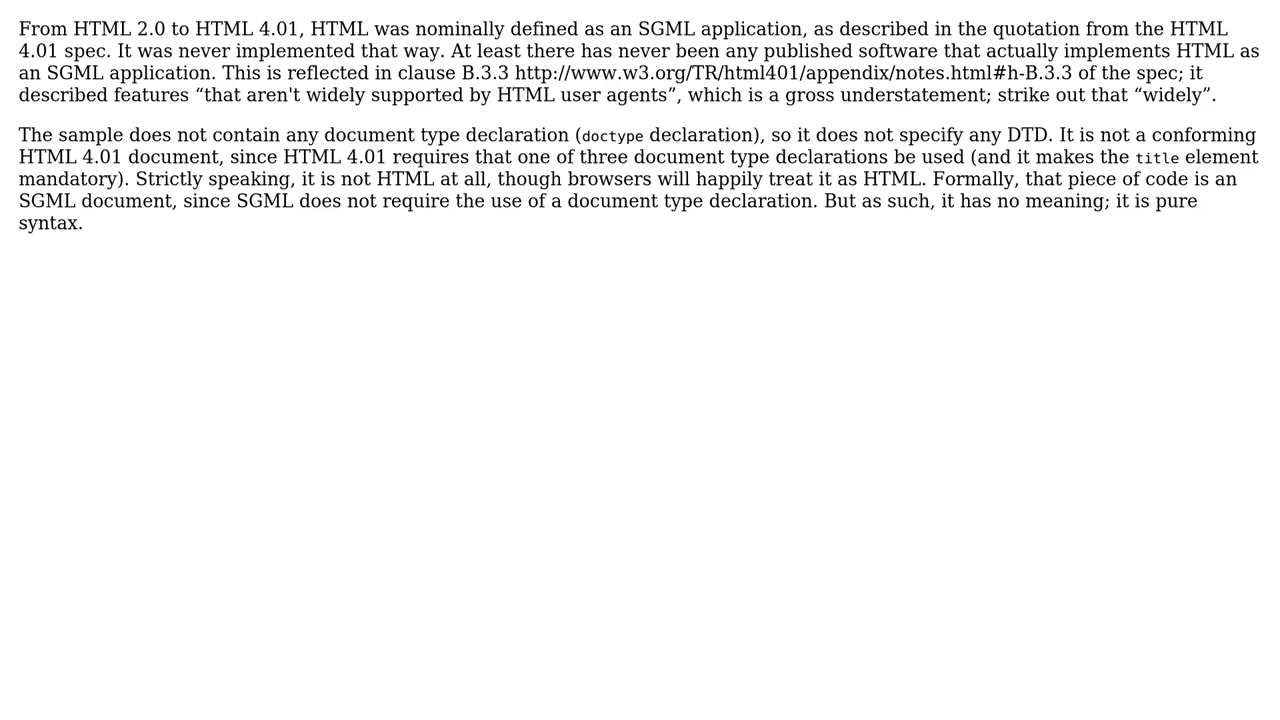 From HTML 2.0 to HTML 4.01, HTML was nominally defined as an SGML application, as described in the quotation from the HTML
4.01 spec. It was never implemented that way. At least there has never been any published software that actually implements HTML as
an SGML application. This is reflected in clause B.3.3 http://www.w3.org/TR/html401/appendix/notes.html#h-B.3.3 of the spec; it
described features “that aren't widely supported by HTML user agents”, which is a gross understatement; strike out that “widely”.
The sample does not contain any document type declaration (doctype declaration), so it does not specify any DTD. It is not a conforming
HTML 4.01 document, since HTML 4.01 requires that one of three document type declarations be used (and it makes the title element
mandatory). Strictly speaking, it is not HTML at all, though browsers will happily treat it as HTML. Formally, that piece of code is an
SGML document, since SGML does not require the use of a document type declaration. But as such, it has no meaning; it is pure
syntax.